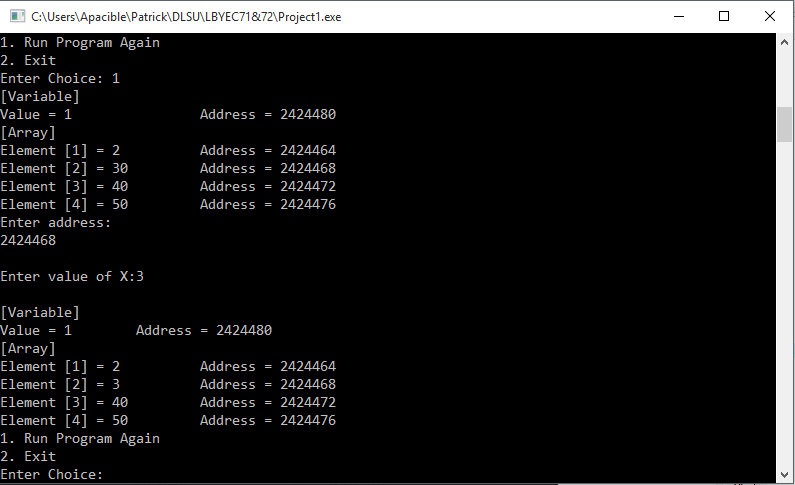 C:\Users\Apacible\Patrick\DLSU\LBYEC71&72\Project1.exe
1. Run Program Again
2. Exit
Enter Choice: 1
[Variable]
Value = 1                Address = 2424480
[Array]
Element [1] = 2          Address = 2424464
Element [2] = 30         Address = 2424468
Element [3] = 40         Address = 2424472
Element [4] = 50         Address = 2424476
Enter address:
2424468
Enter value of X:3
[Variable]
Value = 1        Address = 2424480
[Array]
Element [1] = 2          Address = 2424464
Element [2] = 3          Address = 2424468
Element [3] = 40         Address = 2424472
Element [4] = 50         Address = 2424476
1. Run Program Again
2. Exit
Enter Choice: